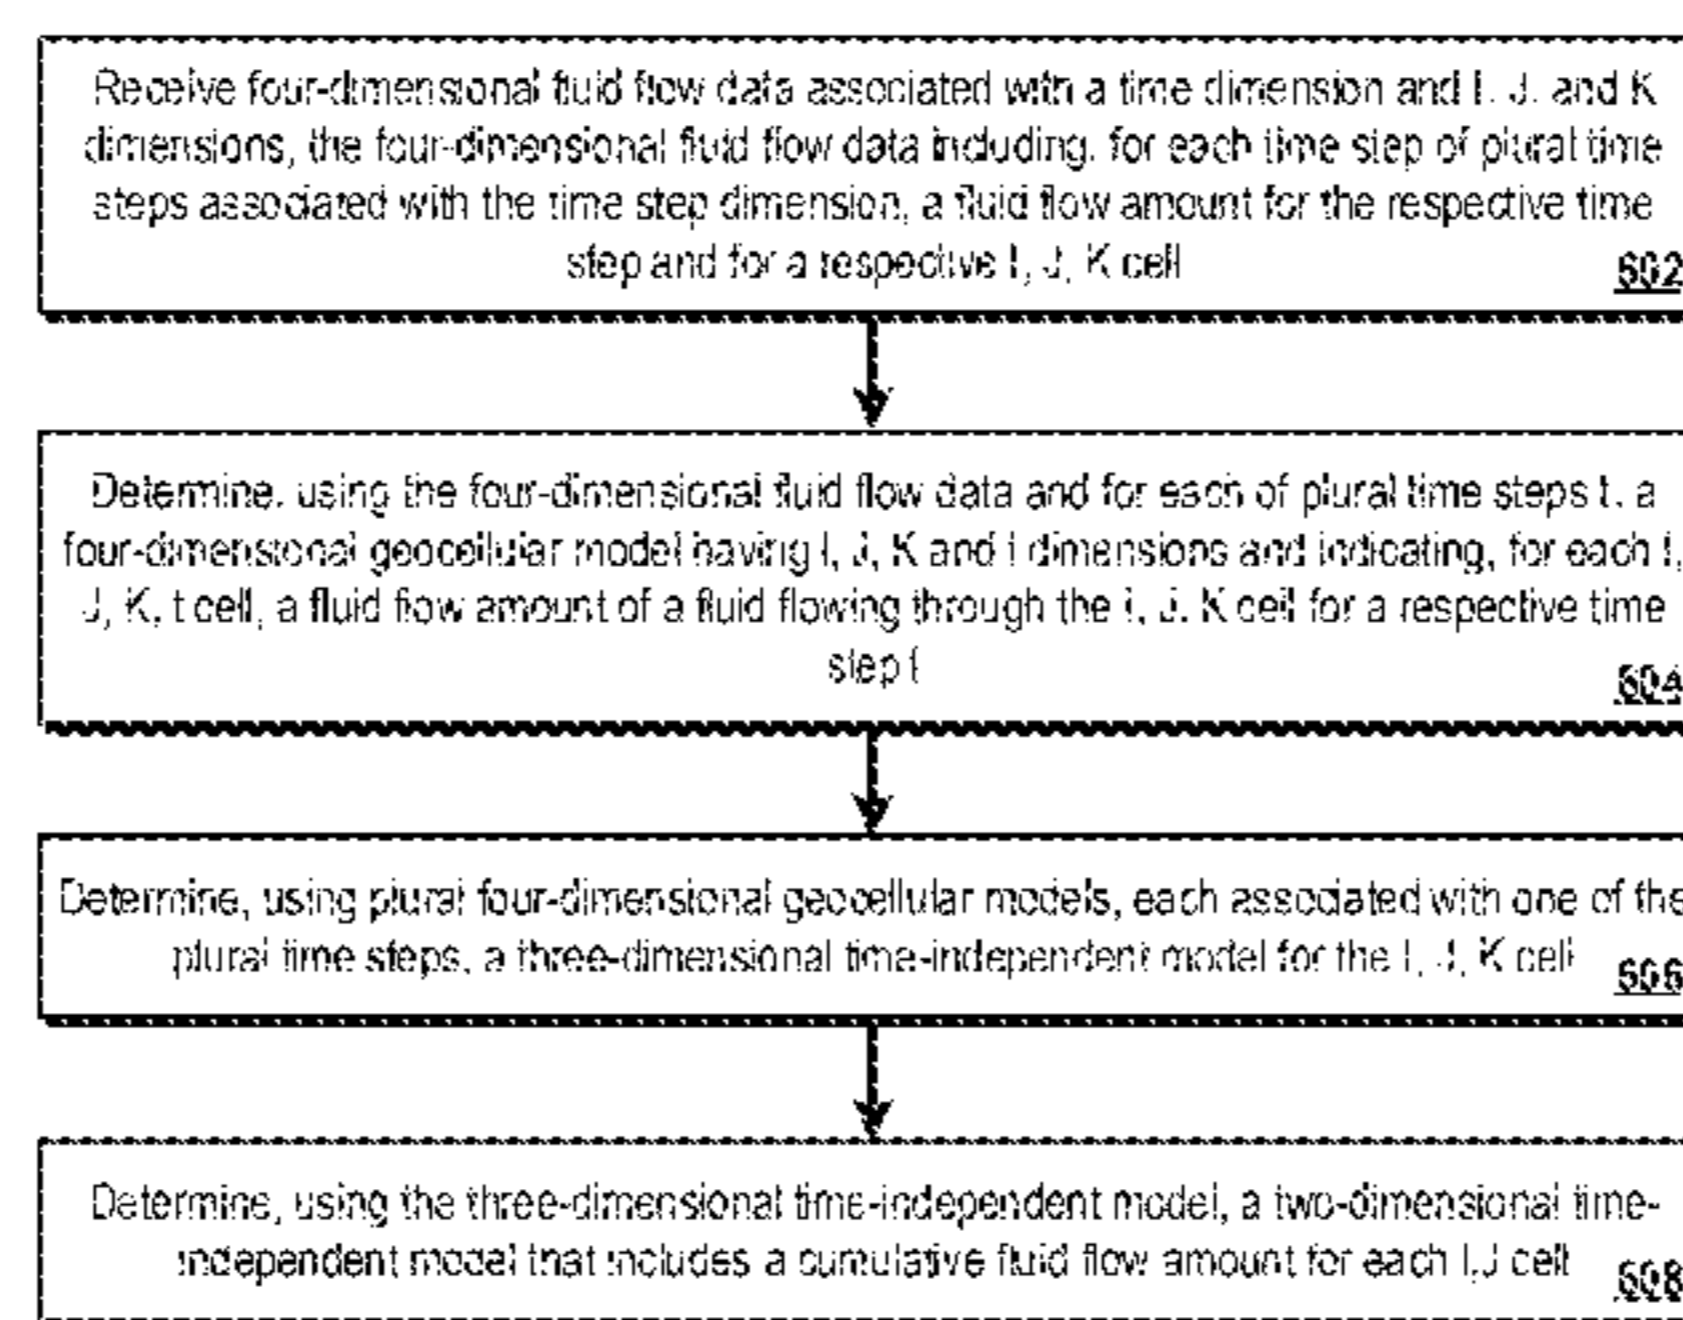 Receive four-dimensional fluid flow data associated with a time dimension and I, J, and K
dimensions, the four-dimensional fluid flow data including, for each time step of plural time
steps associated with the time step dimension, a fluid flow amount for the respective time
step and for a respective I, J, K cell
602
Determine, using the four-dimensional fluid flow data and for each of plural time steps t, a
four-dimensional geocellular model having I, J, K and t dimensions and indicating, for each I,
J, K, t cell, a fluid flow amount of a fluid flowing through the I, J, K cell for a respective time
step t
604
Determine, using plural four-dimensional geocellular models, each associated with one of the
plural time steps, a three-dimensional time-independent model for the I, J, K cell
606
Determine, using the three-dimensional time-independent model, a two-dimensional time-
independent model that includes a cumulative fluid flow amount for each I,J cell
608